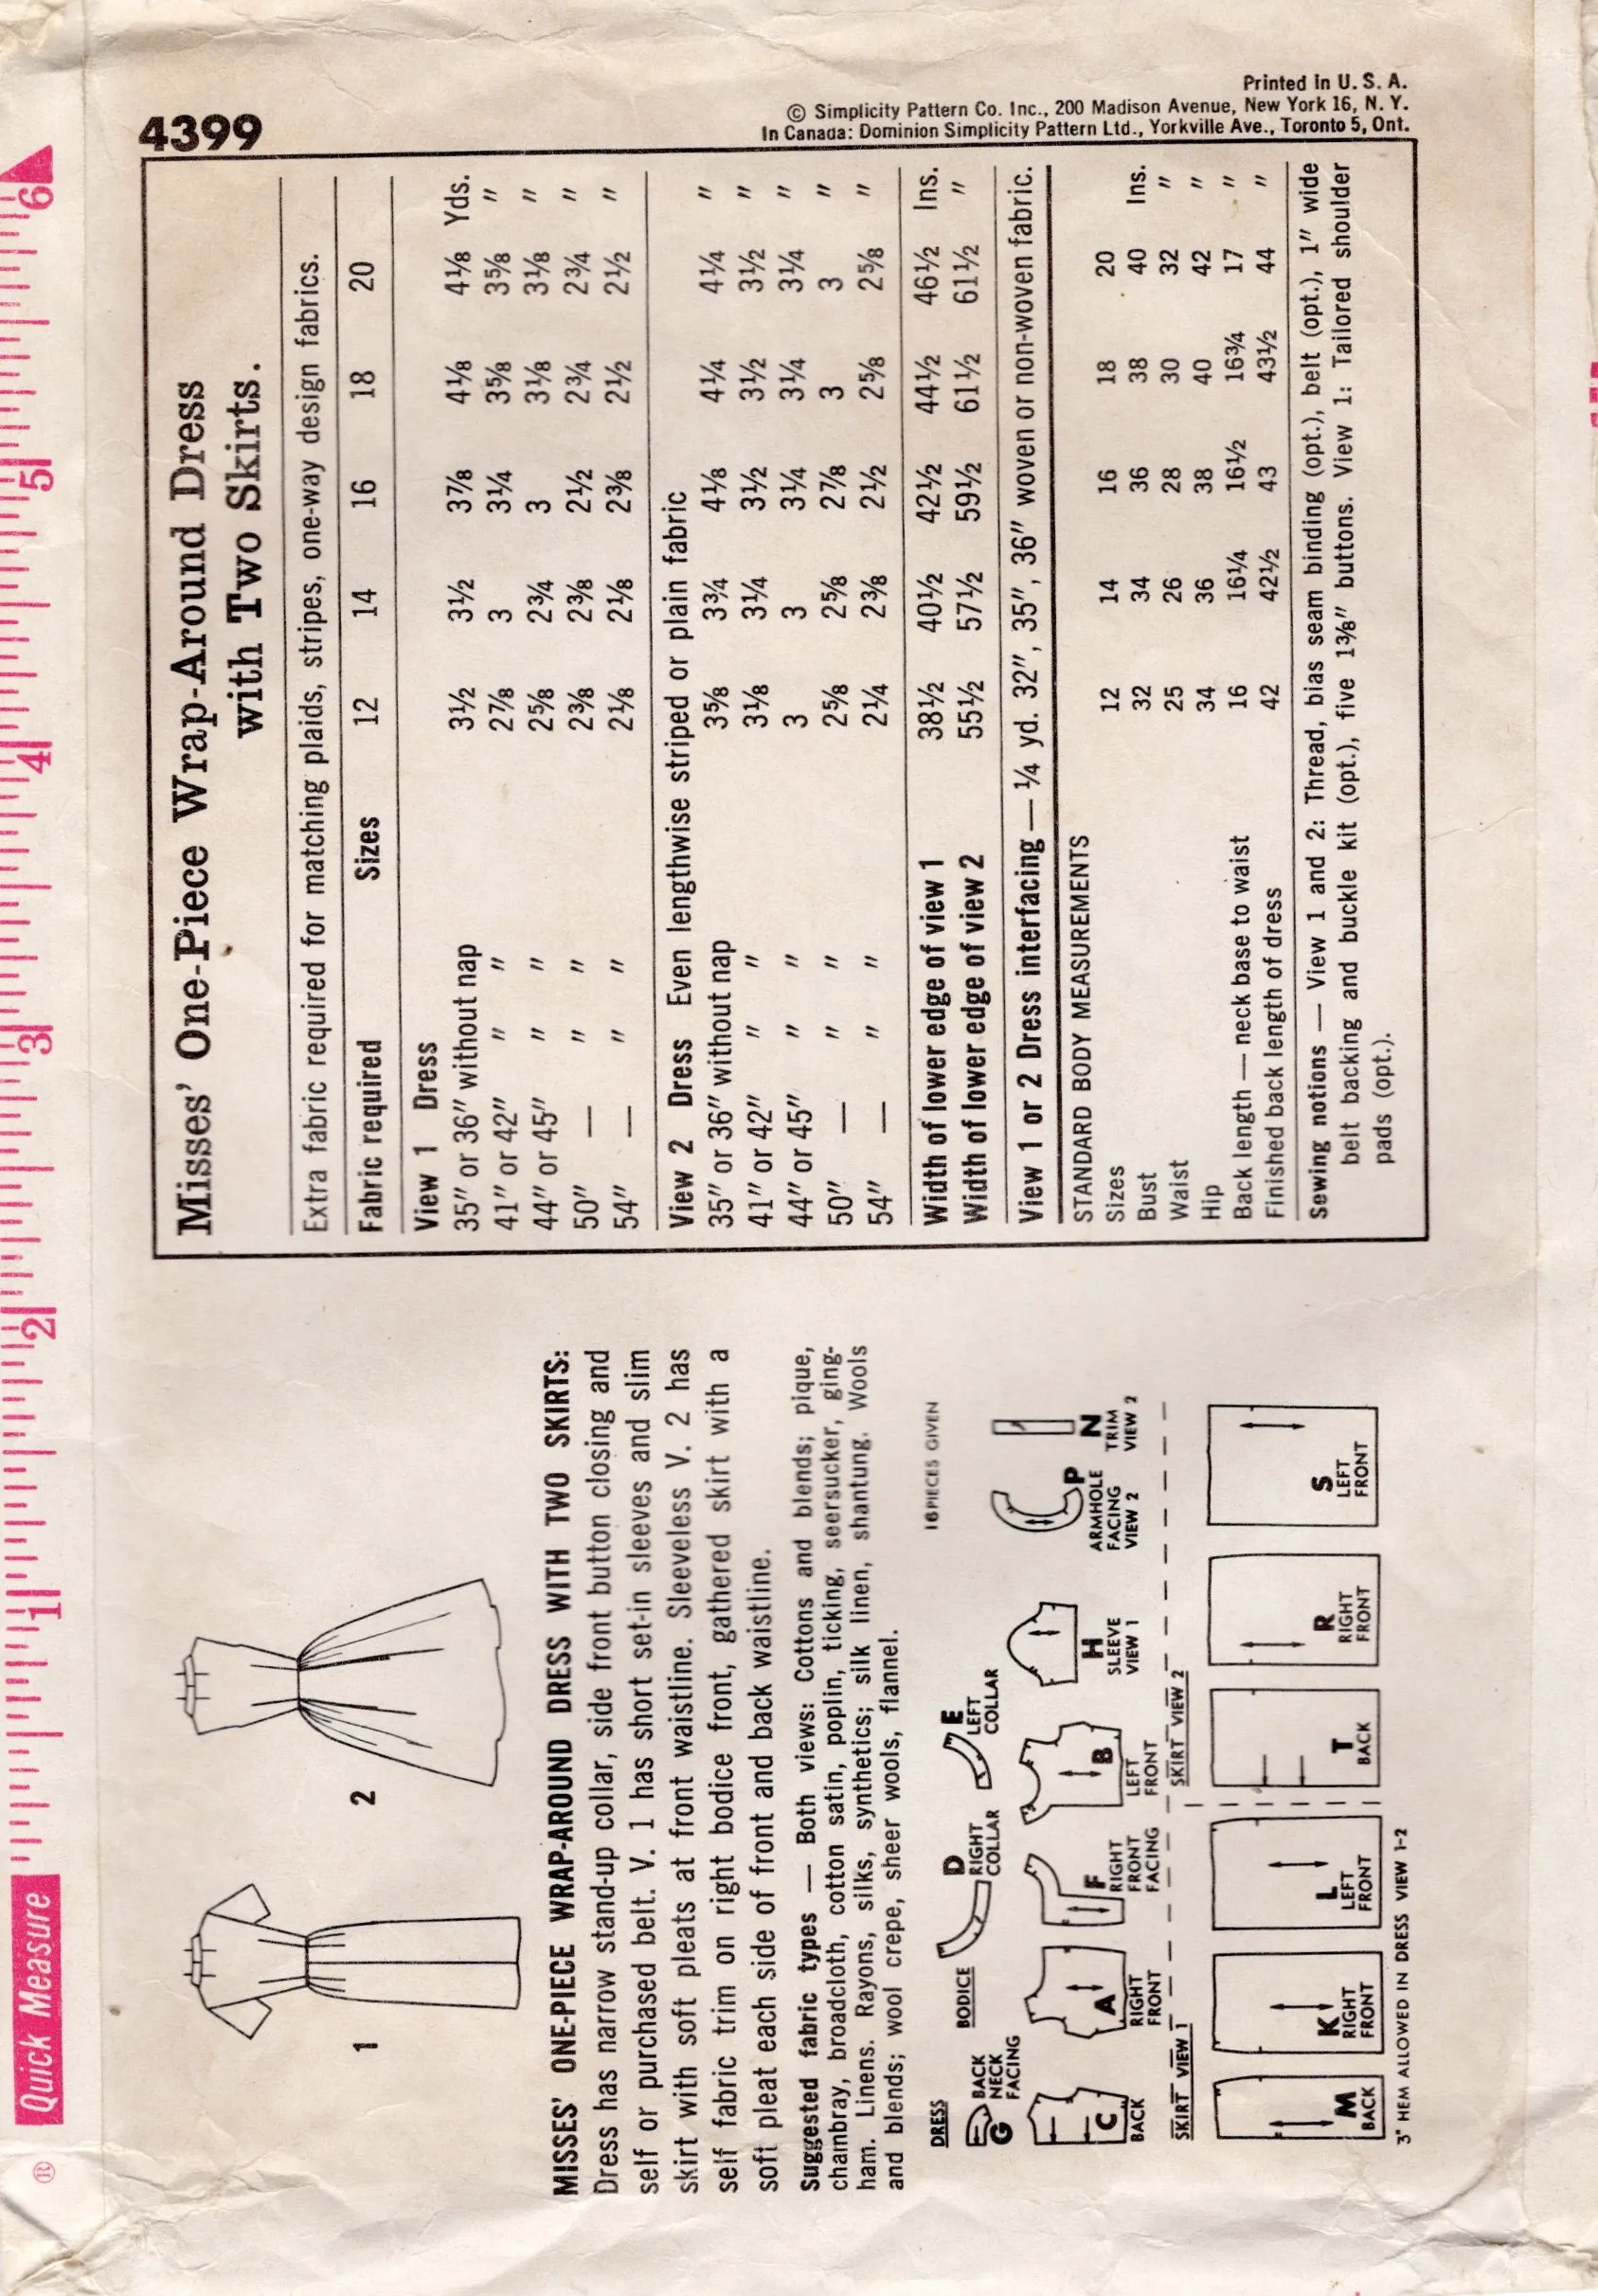 4399
Printed in U. S. A.
© Simplicity Pattern Co. Inc., 200 Madison Avenue, New York 16, N. Y.
In Canada: Dominion Simplicity Pattern Ltd., Yorkville Ave., Toronto 5, Ont.
® Quick Measure 1 2 3 4 5 6
1
2
MISSES' ONE-PIECE WRAP-AROUND DRESS WITH TWO SKIRTS:
Dress has narrow stand-up collar, side front button closing and
self or purchased belt. V. 1 has short set-in sleeves and slim
skirt with soft pleats at front waistline. Sleeveless V. 2 has
self fabric trim on right bodice front, gathered skirt with a
soft pleat each side of front and back waistline.
Suggested fabric types — Both views: Cottons and blends; pique,
chambray, broadcloth, cotton satin, poplin, ticking, seersucker, ging-
ham. Linens. Rayons, silks, synthetics; silk linen, shantung. Wools
and blends; wool crepe, sheer wools, flannel.
16 PIECES GIVEN
DRESS
BODICE
G BACK NECK FACING
D RIGHT COLLAR
E LEFT COLLAR
C BACK
A RIGHT FRONT
F RIGHT FRONT FACING
B LEFT FRONT
H SLEEVE VIEW 1
P ARMHOLE FACING VIEW 2
N TRIM VIEW 2
SKIRT VIEW 1
SKIRT VIEW 2
M BACK
K RIGHT FRONT
L LEFT FRONT
T BACK
R RIGHT FRONT
S LEFT FRONT
3" HEM ALLOWED IN DRESS VIEW 1-2
Misses' One-Piece Wrap-Around Dress
with Two Skirts.
Extra fabric required for matching plaids, stripes, one-way design fabrics.
Fabric required Sizes 12 14 16 18 20
View 1 Dress
35" or 36" without nap 3½ 3½ 3⅞ 4⅛ 4⅛ Yds.
41" or 42" " " 2⅞ 3 3¼ 3⅝ 3⅝ "
44" or 45" " " 2⅝ 2¾ 3 3⅛ 3⅛ "
50" — " " 2⅜ 2⅜ 2½ 2¾ 2¾ "
54" — " " 2⅛ 2⅛ 2⅜ 2½ 2½ "
View 2 Dress Even lengthwise striped or plain fabric
35" or 36" without nap 3⅝ 3¾ 4⅛ 4¼ 4¼ "
41" or 42" " " 3⅛ 3¼ 3½ 3½ 3½ "
44" or 45" " " 3 3 3¼ 3¼ 3¼ "
50" — " " 2⅝ 2⅝ 2⅞ 3 3 "
54" — " " 2¼ 2⅜ 2½ 2⅝ 2⅝ "
Width of lower edge of view 1 38½ 40½ 42½ 44½ 46½ Ins.
Width of lower edge of view 2 55½ 57½ 59½ 61½ 61½ "
View 1 or 2 Dress interfacing — ¼ yd. 32", 35", 36" woven or non-woven fabric.
STANDARD BODY MEASUREMENTS
Sizes 12 14 16 18 20
Bust 32 34 36 38 40 Ins.
Waist 25 26 28 30 32 "
Hip 34 36 38 40 42 "
Back length — neck base to waist 16 16¼ 16½ 16¾ 17 "
Finished back length of dress 42 42½ 43 43½ 44 "
Sewing notions — View 1 and 2: Thread, bias seam binding (opt.), belt (opt.), 1" wide
belt backing and buckle kit (opt.), five 1⅜" buttons. View 1: Tailored shoulder
pads (opt.).